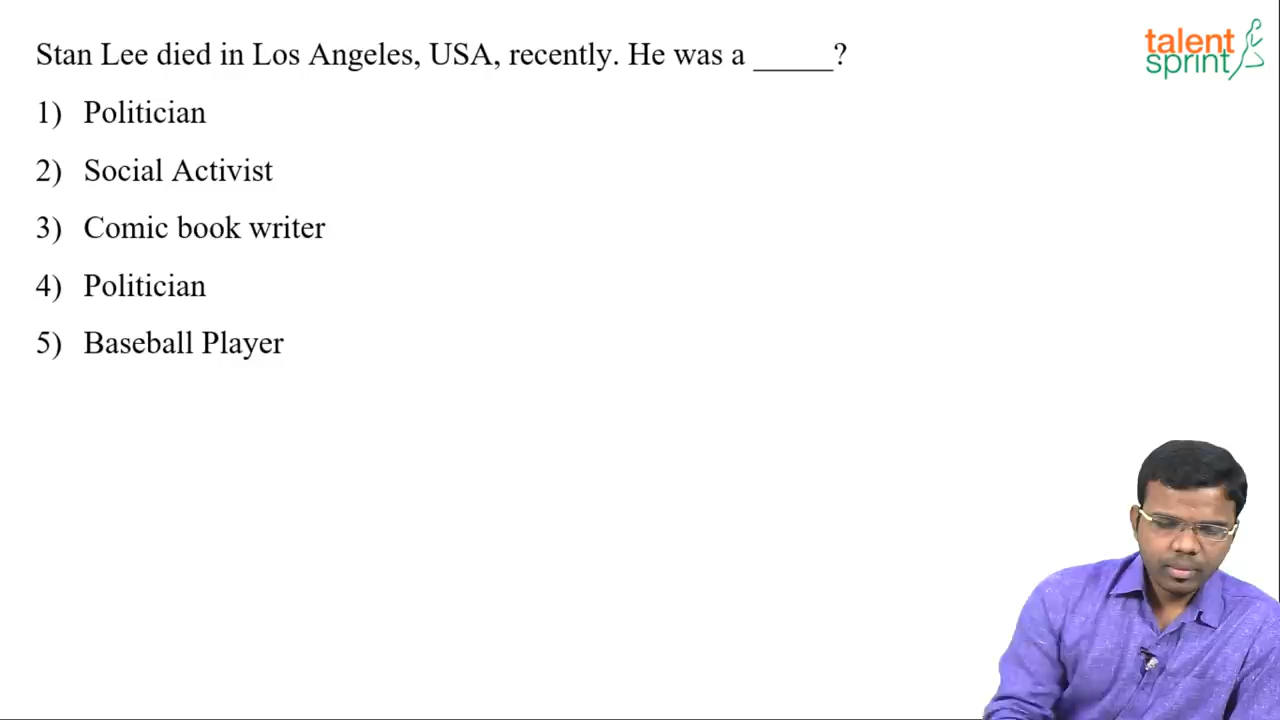 Stan Lee died in Los Angeles, USA, recently. He was a _____?
1) Politician
2) Social Activist
3) Comic book writer
4) Politician
5) Baseball Player
talent
sprint